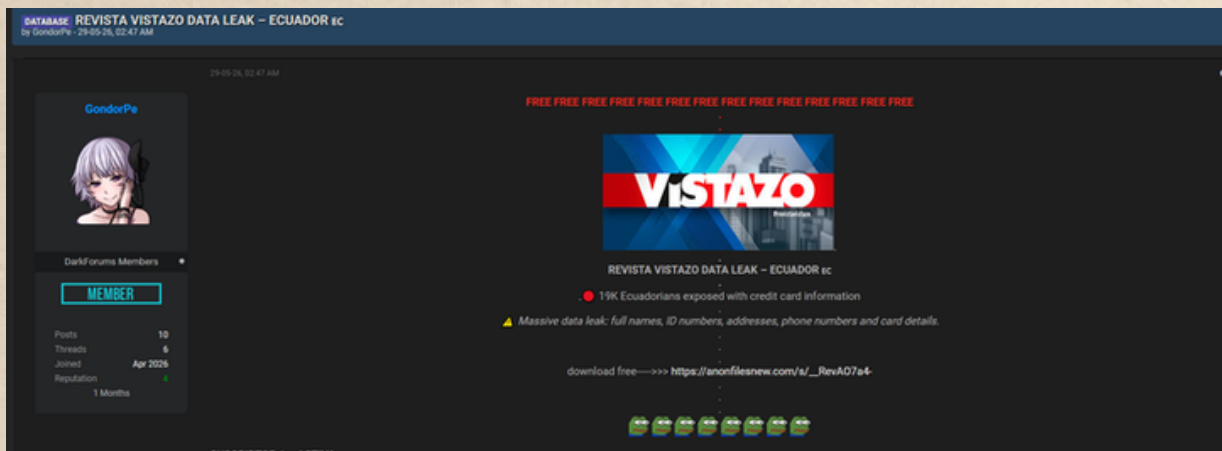 DATABASE REVISTA VISTAZO DATA LEAK – ECUADOR EC
by GondorPe - 29-05-26, 02:47 AM
29-05-26, 02:47 AM
GondorPe
DarkForums Members
MEMBER
Posts 10
Threads 6
Joined Apr 2026
Reputation 4
1 Months
FREE FREE FREE FREE FREE FREE FREE FREE FREE FREE FREE FREE FREE FREE
ViSTAZO
REVISTA VISTAZO DATA LEAK – ECUADOR EC
. 🔴 19K Ecuadorians exposed with credit card information
⚠ Massive data leak: full names, ID numbers, addresses, phone numbers and card details.
download free---->>> https://anonfilesnew.com/s/__RevAO7a4-